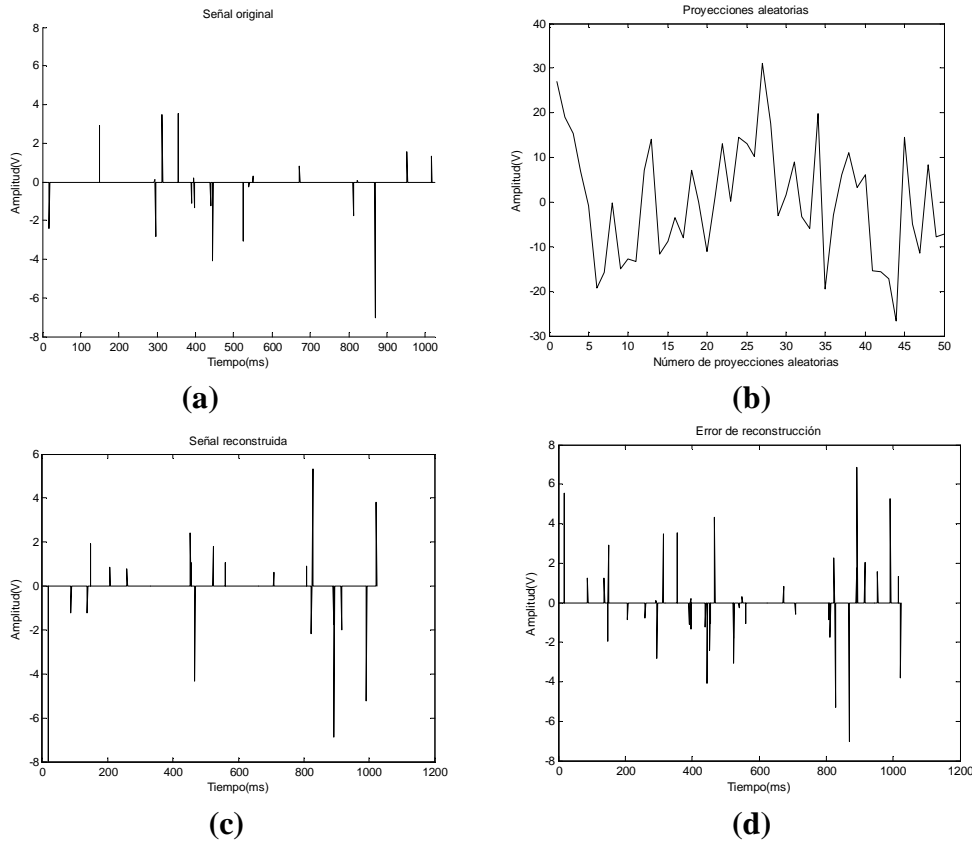 Señal original
8
6
4
2
0
-2
-4
-6
-8
Amplitud(V)
0 100 200 300 400 500 600 700 800 900 1000
Tiempo(ms)
(a)
Proyecciones aleatorias
40
30
20
10
0
-10
-20
-30
Amplitud(V)
0 5 10 15 20 25 30 35 40 45 50
Número de proyecciones aleatorias
(b)
Señal reconstruida
6
4
2
0
-2
-4
-6
-8
Amplitud(V)
0 200 400 600 800 1000 1200
Tiempo(ms)
(c)
Error de reconstrucción
8
6
4
2
0
-2
-4
-6
-8
Amplitud(V)
0 200 400 600 800 1000 1200
Tiempo(ms)
(d)